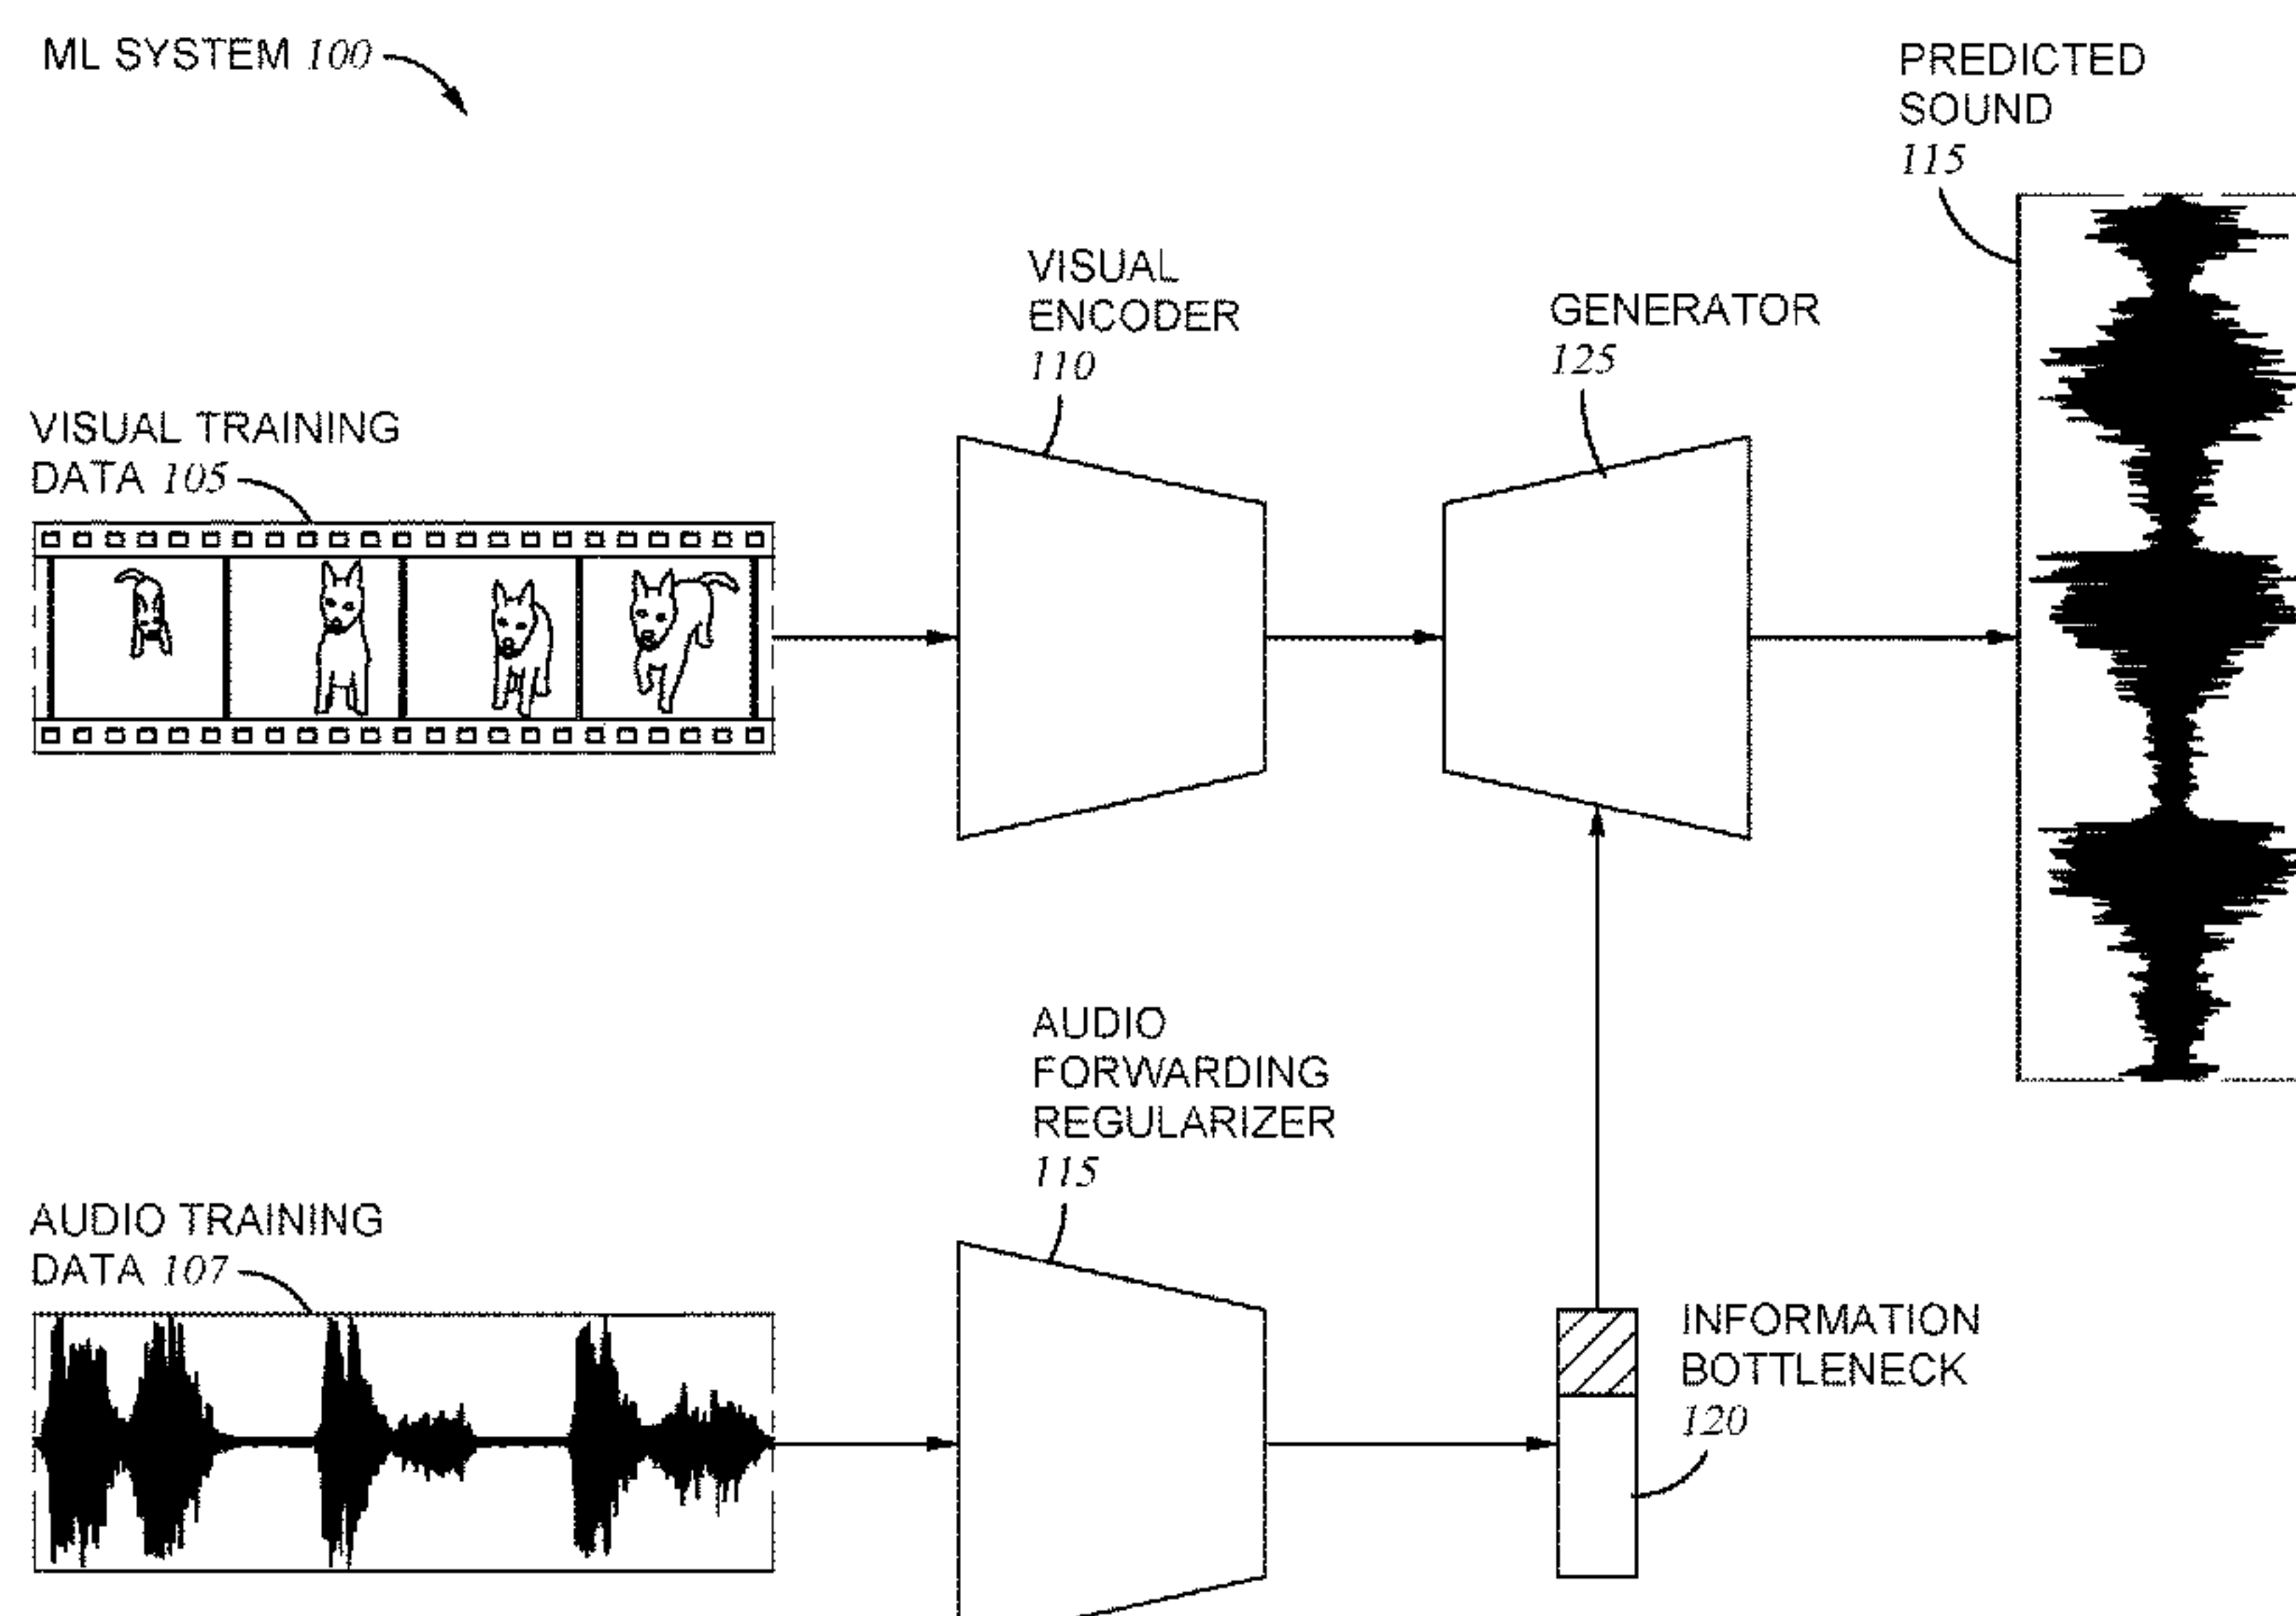 ML SYSTEM 100
PREDICTED
SOUND
115
VISUAL
ENCODER
110
GENERATOR
125
VISUAL TRAINING
DATA 105
AUDIO
FORWARDING
REGULARIZER
115
AUDIO TRAINING
DATA 107
INFORMATION
BOTTLENECK
120